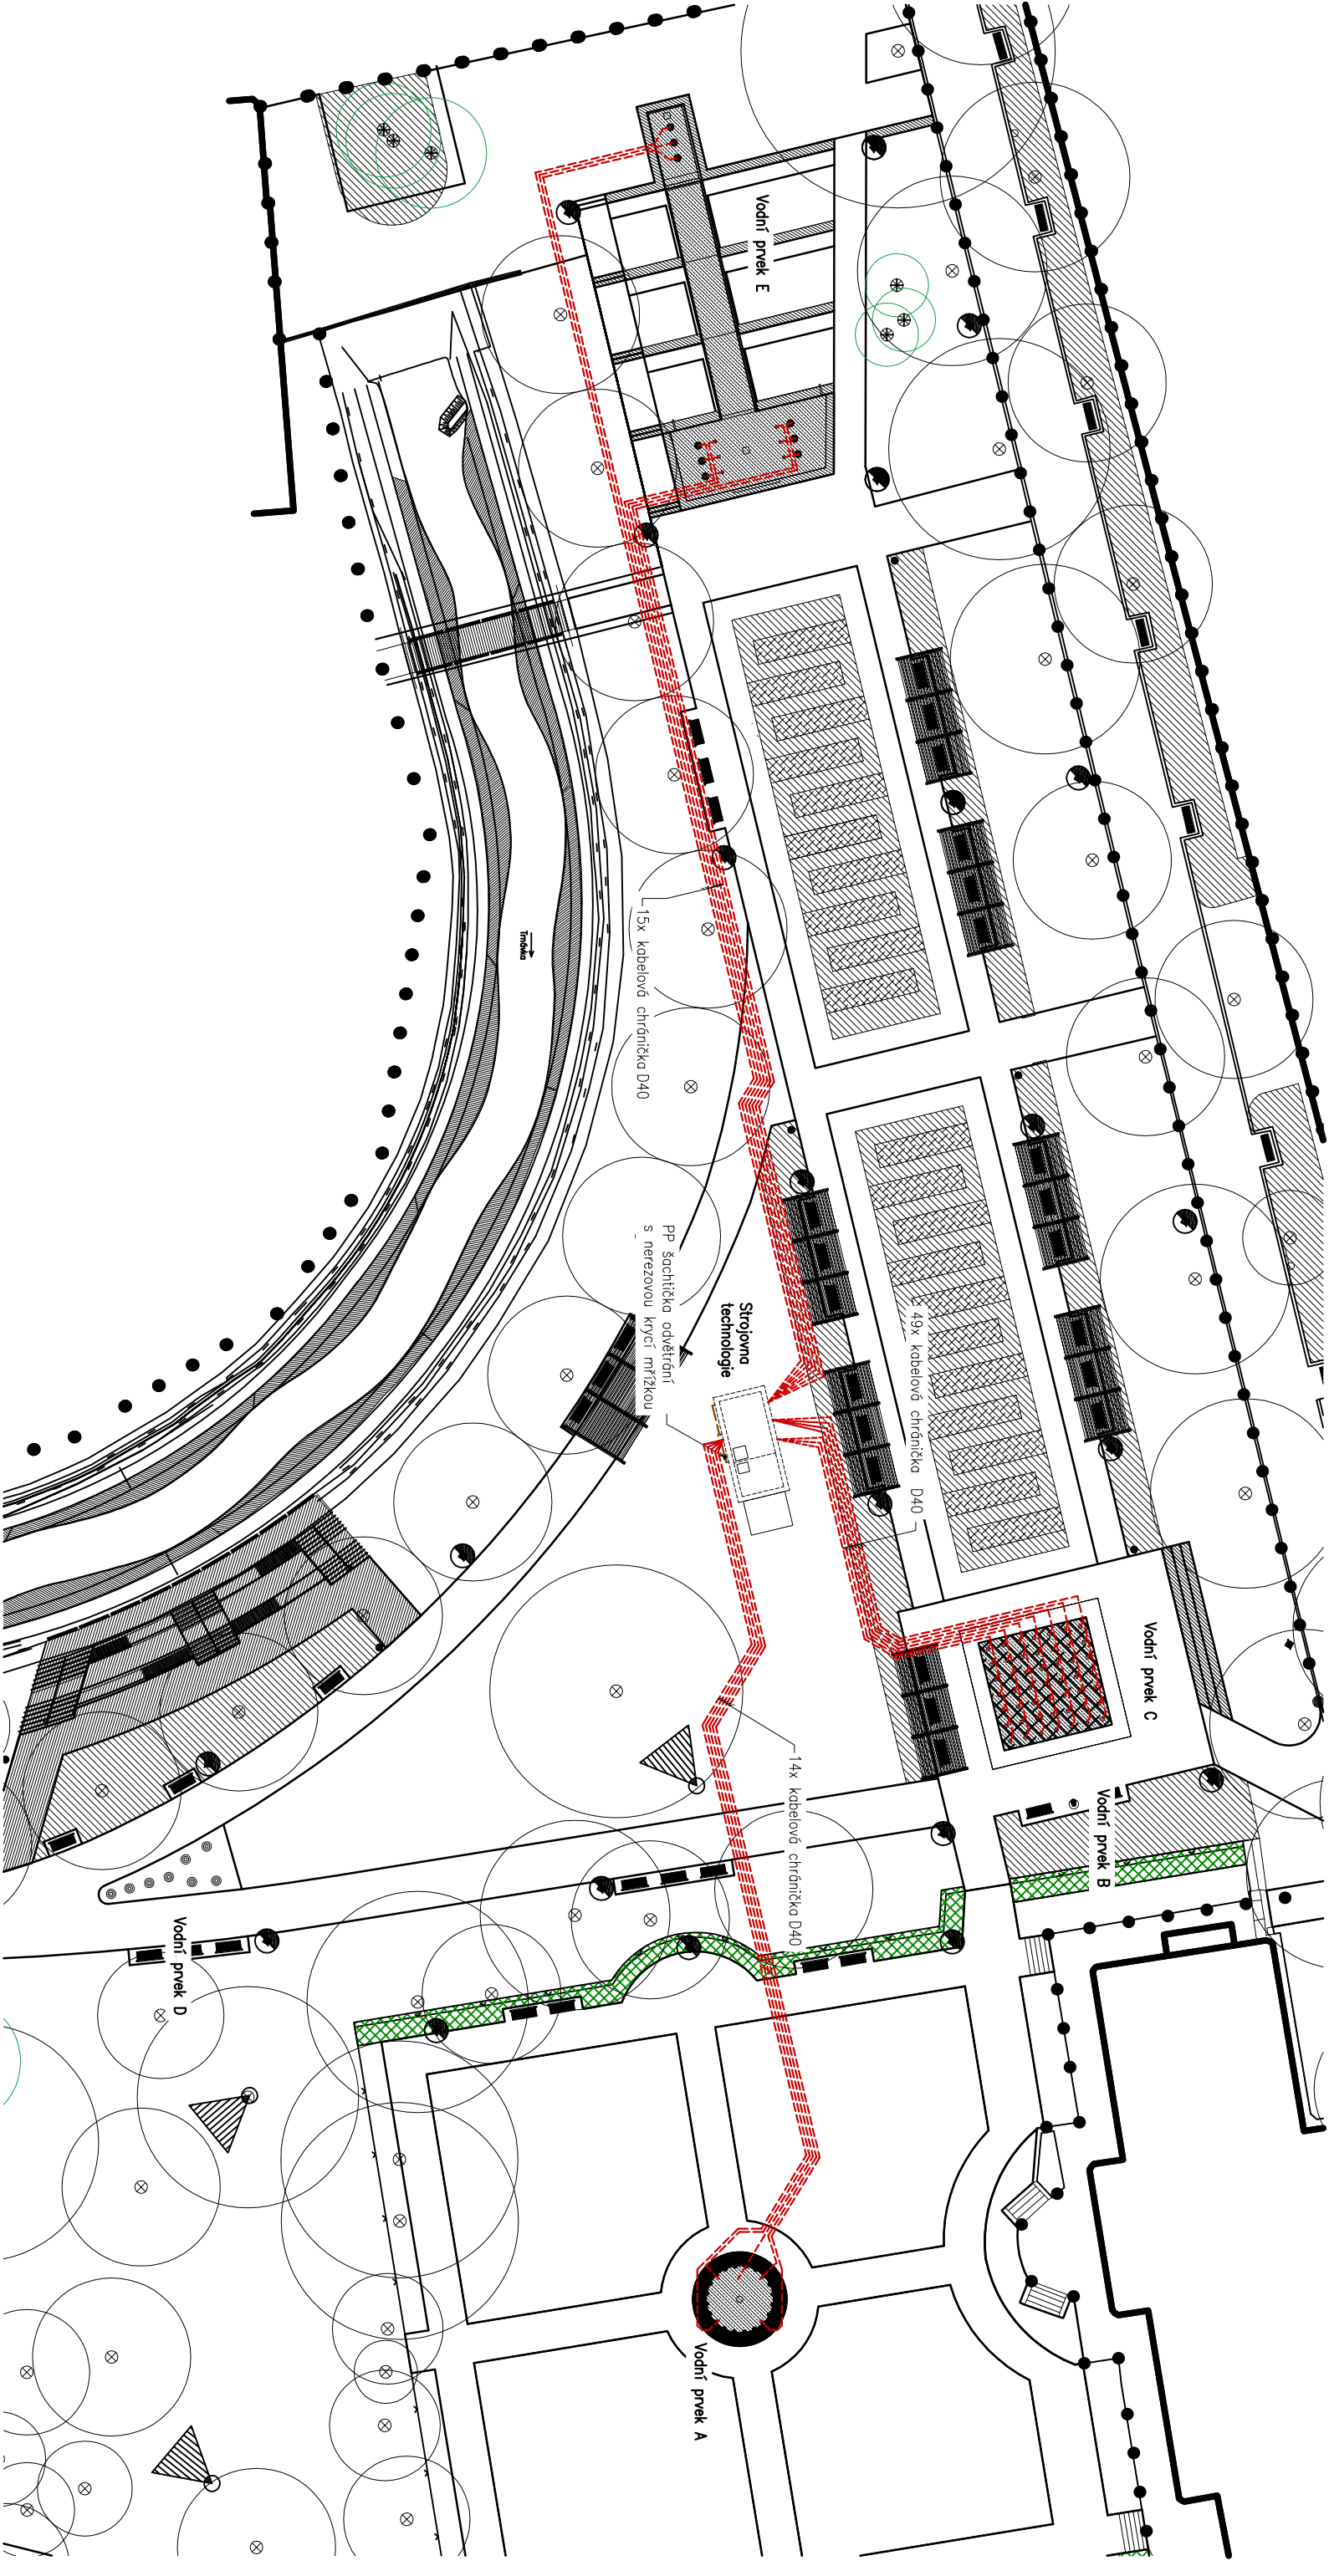 Vodní prvek E
15x kabelová chránička D40
Trnávka
PP šachtička odvětrání
s nerezovou krycí mřížkou
Strojovna
technologie
49x kabelová chránička D40
Vodní prvek C
14x kabelová chránička D40
Vodní prvek B
Vodní prvek D
Vodní prvek A